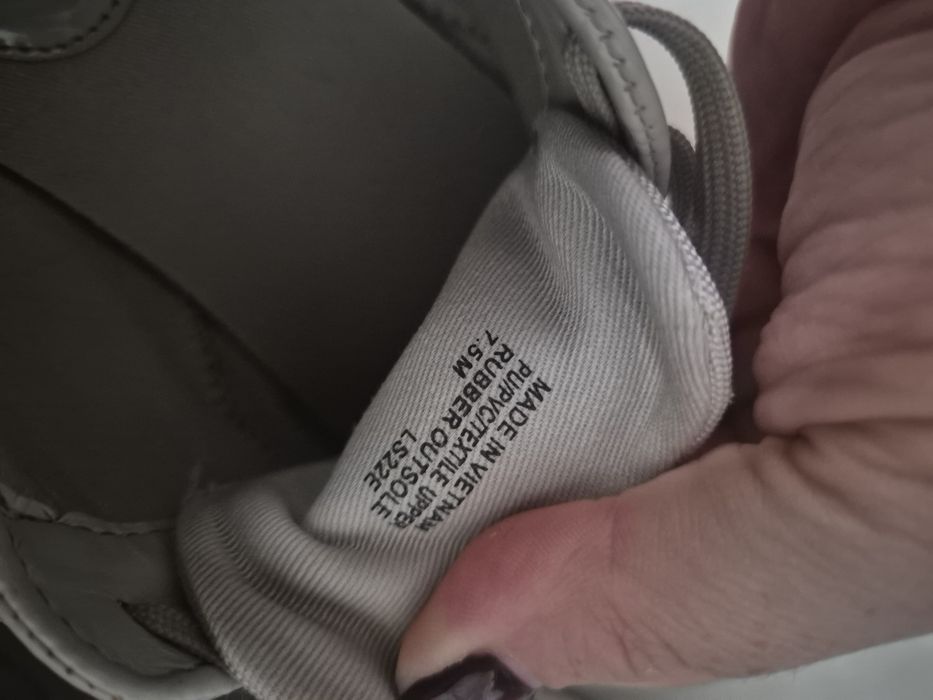 MADE IN VIETNAM
PU/PVC/TEXTILE UPPER
RUBBER OUTSOLE
7.5M LS22E